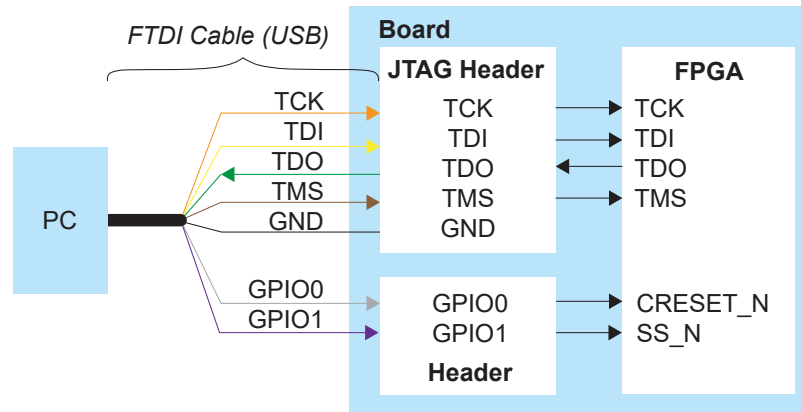 FTDI Cable (USB)
Board
JTAG Header
FPGA
TCK
TCK
TCK
TDI
TDI
TDI
TDO
TDO
TDO
TMS
TMS
TMS
PC
GND
GND
GPIO0
GPIO0
CRESET_N
GPIO1
GPIO1
SS_N
Header